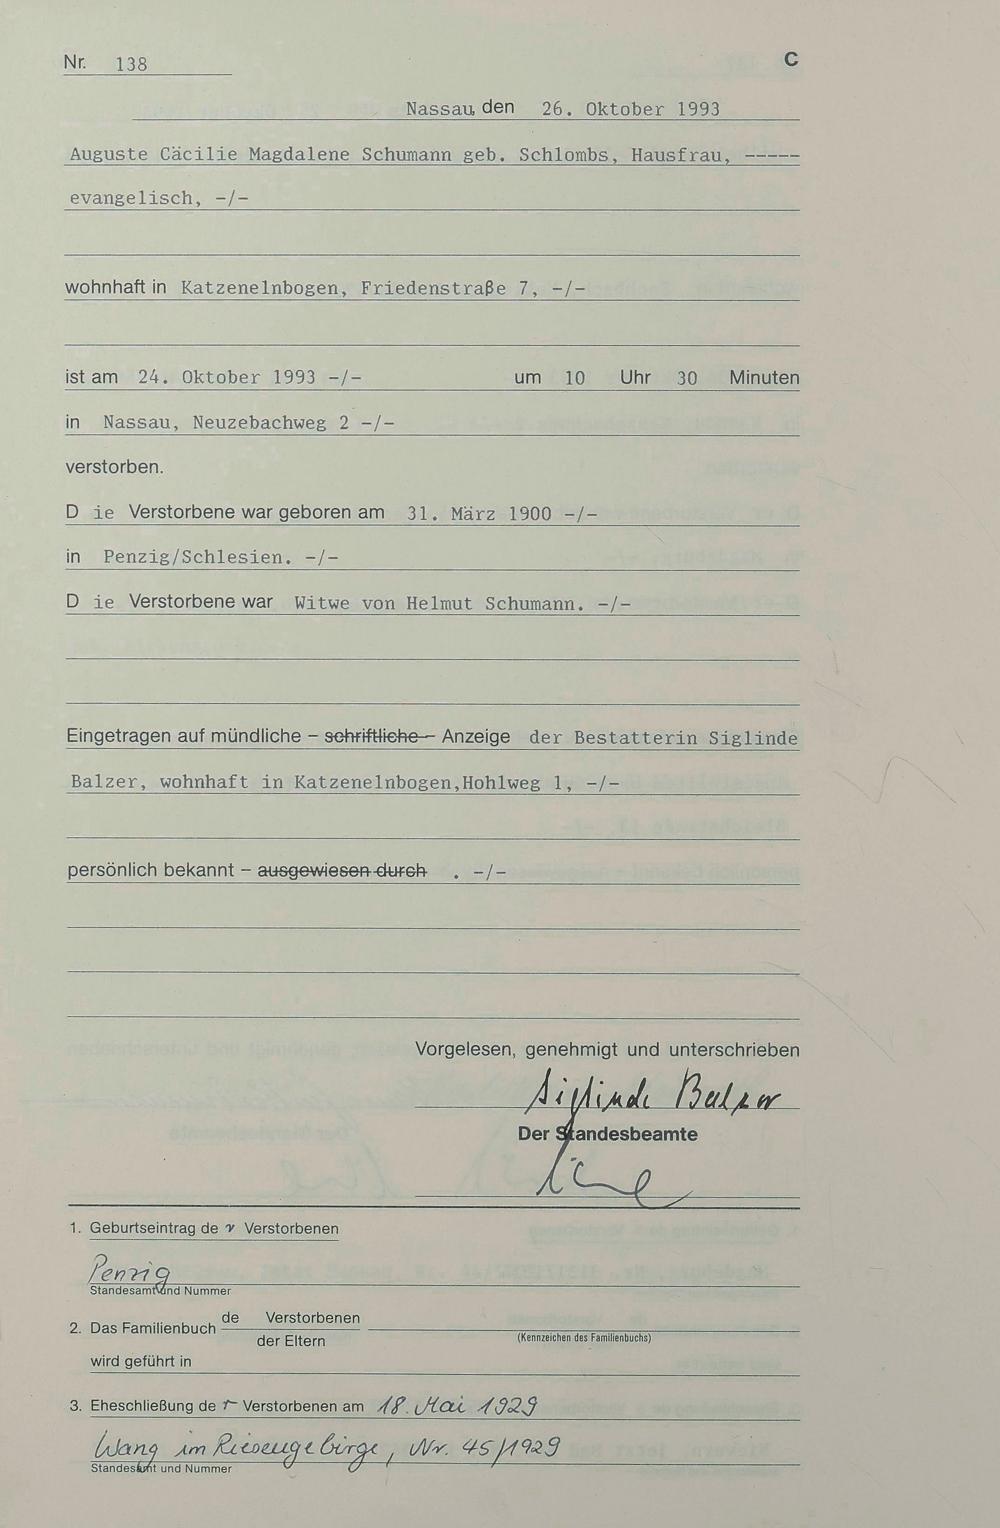 Nr. 138
C
Nassau, den 26. Oktober 1993
Auguste Cäcilie Magdalene Schumann geb. Schlombs, Hausfrau, -----
evangelisch, -/-
wohnhaft in Katzenelnbogen, Friedenstraße 7, -/-
ist am 24. Oktober 1993 -/- um 10 Uhr 30 Minuten
in Nassau, Neuzebachweg 2 -/-
verstorben.
D ie Verstorbene war geboren am 31. März 1900 -/-
in Penzig/Schlesien. -/-
D ie Verstorbene war Witwe von Helmut Schumann. -/-
Eingetragen auf mündliche – schriftliche – Anzeige der Bestatterin Siglinde
Balzer, wohnhaft in Katzenelnbogen,Hohlweg 1, -/-
persönlich bekannt – ausgewiesen durch . -/-
Vorgelesen, genehmigt und unterschrieben
Siglinde Balzer
Der Standesbeamte
1. Geburtseintrag de r Verstorbenen
Penzig
Standesamt und Nummer
2. Das Familienbuch de Verstorbenen
der Eltern
(Kennzeichen des Familienbuchs)
wird geführt in
3. Eheschließung de r Verstorbenen am 18. Mai 1929
Wang im Riesengebirge, Nr. 45/1929
Standesamt und Nummer